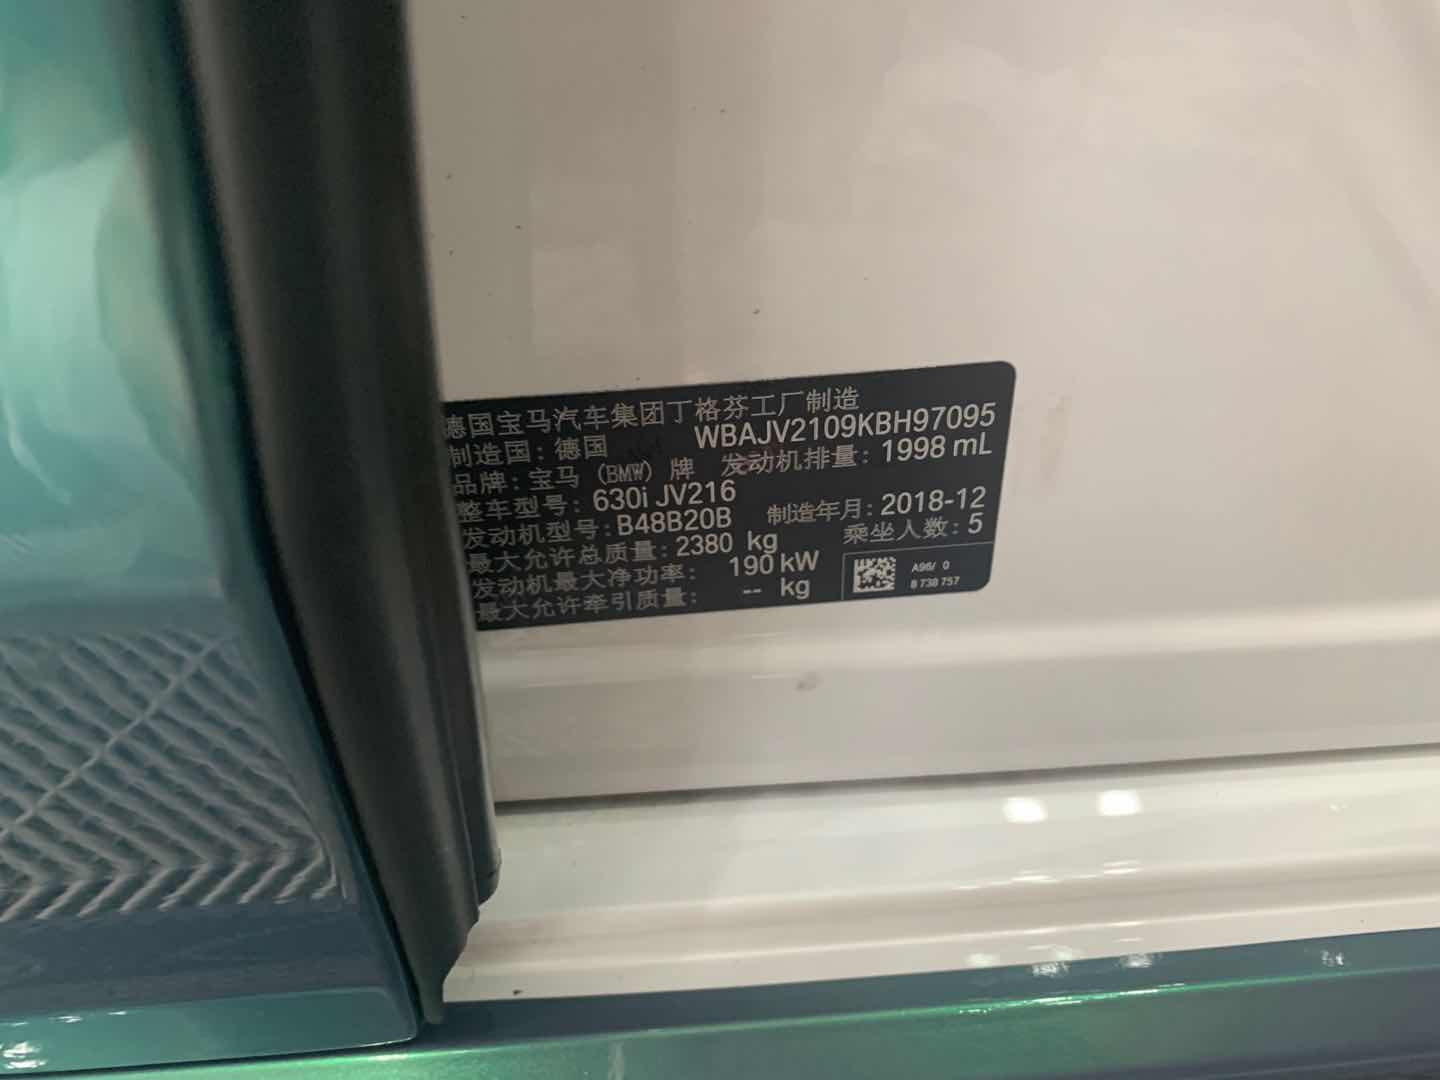 德国宝马汽车集团丁格芬工厂制造
制造国：德国 WBAJV2109KBH97095
品牌：宝马 (BMW) 牌 发动机排量：1998 mL
整车型号：630i JV216
发动机型号：B48B20B 制造年月：2018-12
最大允许总质量：2380 kg 乘坐人数：5
发动机最大净功率： 190 kW
最大允许牵引质量： -- kg
A96/ 0
8 738 757